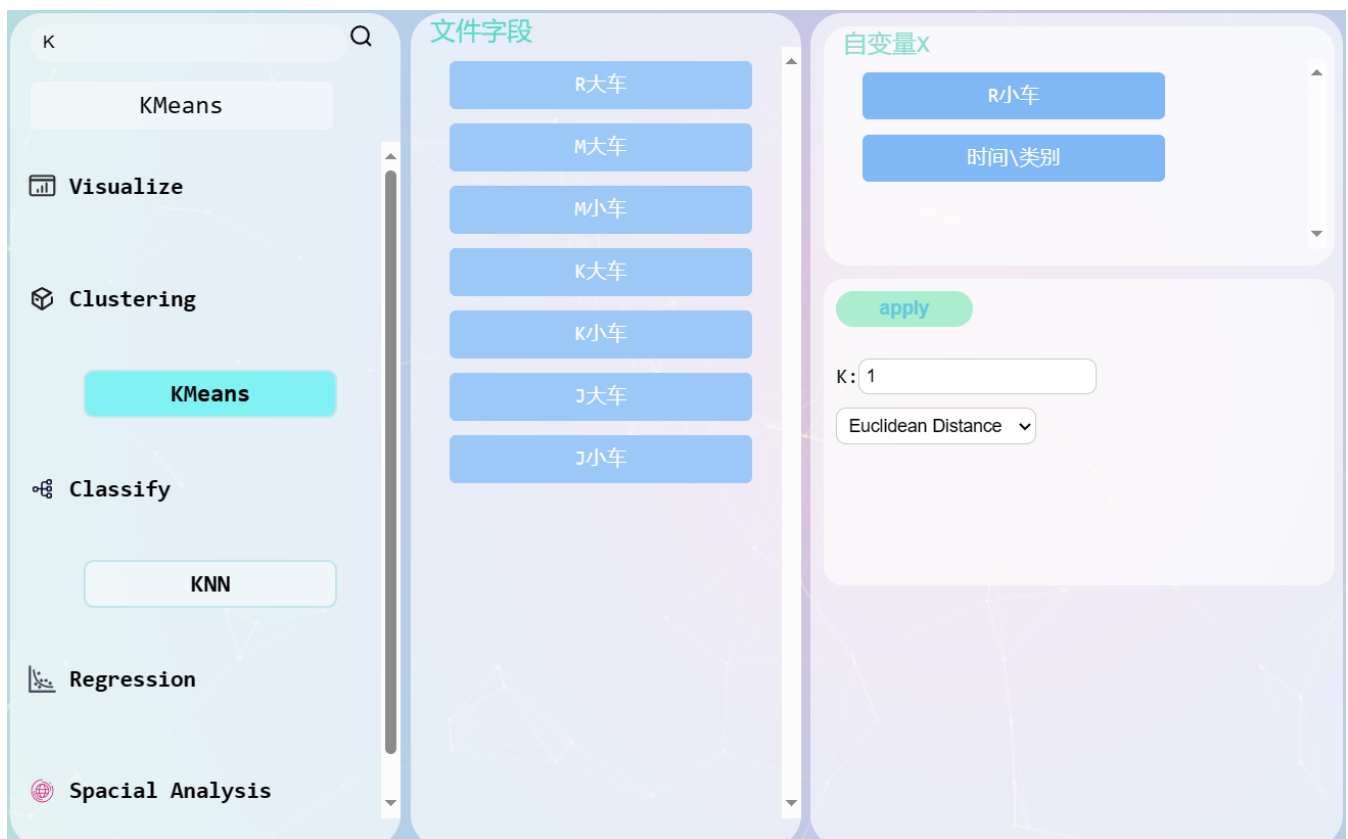 K
KMeans
Visualize
Clustering
KMeans
Classify
KNN
Regression
Spacial Analysis
文件字段
R大车
M大车
M小车
K大车
K小车
J大车
J小车
自变量X
R小车
时间\类别
apply
K:1
Euclidean Distance